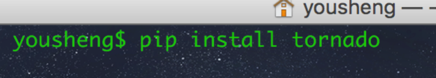 yousheng — —
yousheng$ pip install tornado